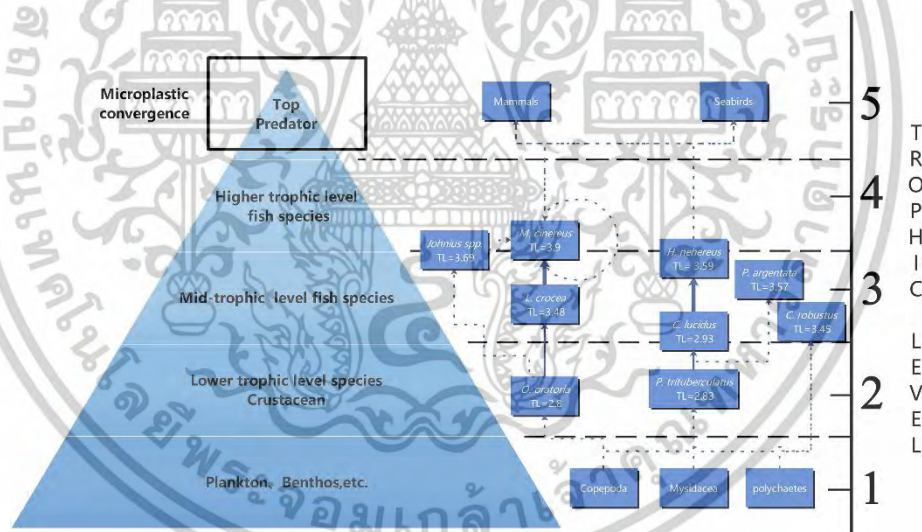 Microplastic
convergence
Top
Predator
Higher trophic level
fish species
Mid-trophic level fish species
Lower trophic level species
Crustacean
Plankton、Benthos,etc.
Mammals
Seabirds
Johnius spp.
TL=3.69
M. cinereus
TL=3.9
H. nehereus
TL=3.59
P. argentata
TL=3.57
L. crocea
TL=3.48
C. lucidus
TL=2.93
C. robustus
TL=3.45
O. oratoria
TL=2.8
P. trituberculatus
TL=2.83
Copepoda
Mysidacea
polychaetes
5
4
3
2
1
TROPHIC LEVEL